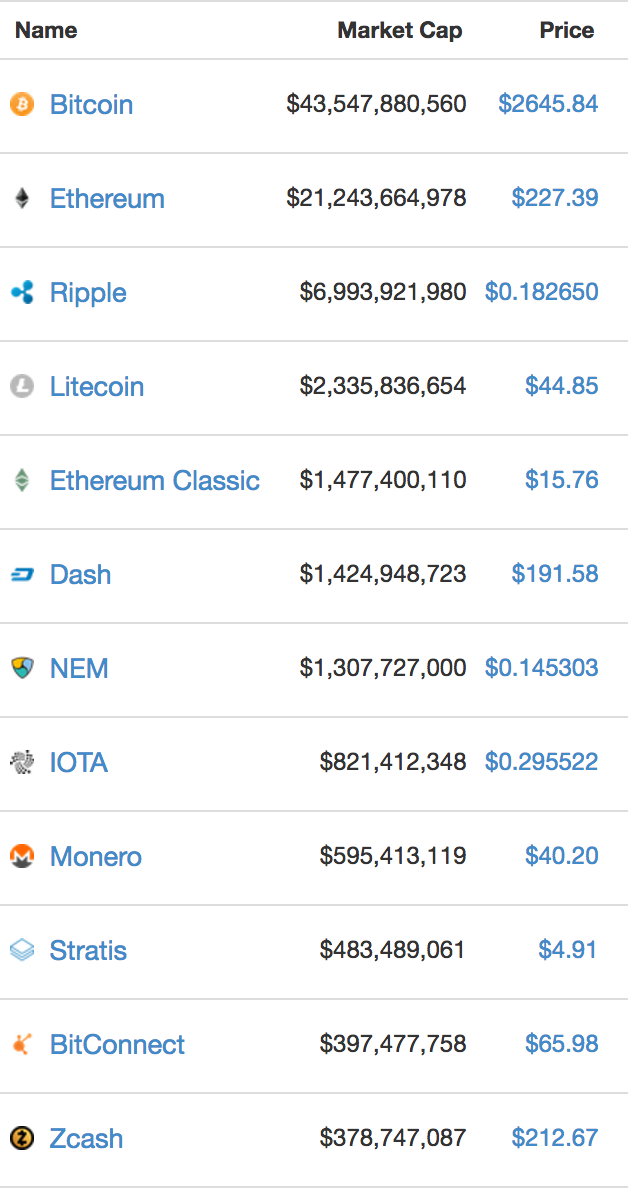 Name Market Cap Price
Bitcoin $43,547,880,560 $2645.84
Ethereum $21,243,664,978 $227.39
Ripple $6,993,921,980 $0.182650
Litecoin $2,335,836,654 $44.85
Ethereum Classic $1,477,400,110 $15.76
Dash $1,424,948,723 $191.58
NEM $1,307,727,000 $0.145303
IOTA $821,412,348 $0.295522
Monero $595,413,119 $40.20
Stratis $483,489,061 $4.91
BitConnect $397,477,758 $65.98
Zcash $378,747,087 $212.67